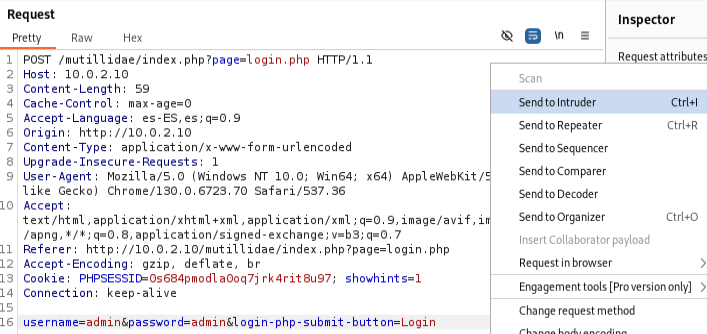 Request
Inspector
Pretty Raw Hex
\n
Request attributes
1 POST /mutillidae/index.php?page=login.php HTTP/1.1
2 Host: 10.0.2.10
3 Content-Length: 59
4 Cache-Control: max-age=0
5 Accept-Language: es-ES,es;q=0.9
6 Origin: http://10.0.2.10
7 Content-Type: application/x-www-form-urlencoded
8 Upgrade-Insecure-Requests: 1
9 User-Agent: Mozilla/5.0 (Windows NT 10.0; Win64; x64) AppleWebKit/5
like Gecko) Chrome/130.0.6723.70 Safari/537.36
10 Accept:
text/html,application/xhtml+xml,application/xml;q=0.9,image/avif,im
/apng,*/*;q=0.8,application/signed-exchange;v=b3;q=0.7
11 Referer: http://10.0.2.10/mutillidae/index.php?page=login.php
12 Accept-Encoding: gzip, deflate, br
13 Cookie: PHPSESSID=0s684pmodla0oq7jrk4rit8u97; showhints=1
14 Connection: keep-alive
15
16 username=admin&password=admin&login-php-submit-button=Login
Scan
Send to Intruder Ctrl+I
Send to Repeater Ctrl+R
Send to Sequencer
Send to Comparer
Send to Decoder
Send to Organizer Ctrl+O
Insert Collaborator payload
Request in browser
Engagement tools [Pro version only]
Change request method
Change body encoding